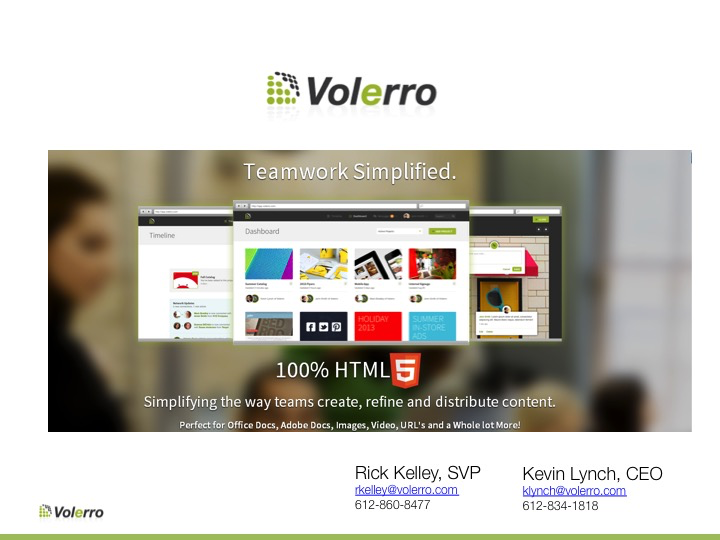 Volerro
Teamwork Simplified.
Timeline
Dashboard
HOLIDAY
2013
SUMMER
IN-STORE
ADS
100% HTML5
Simplifying the way teams create, refine and distribute content.
Perfect for Office Docs, Adobe Docs, Images, Video, URL's and a Whole lot More!
Rick Kelley, SVP
rkelley@volerro.com
612-860-8477
Kevin Lynch, CEO
klynch@volerro.com
612-834-1818
Volerro